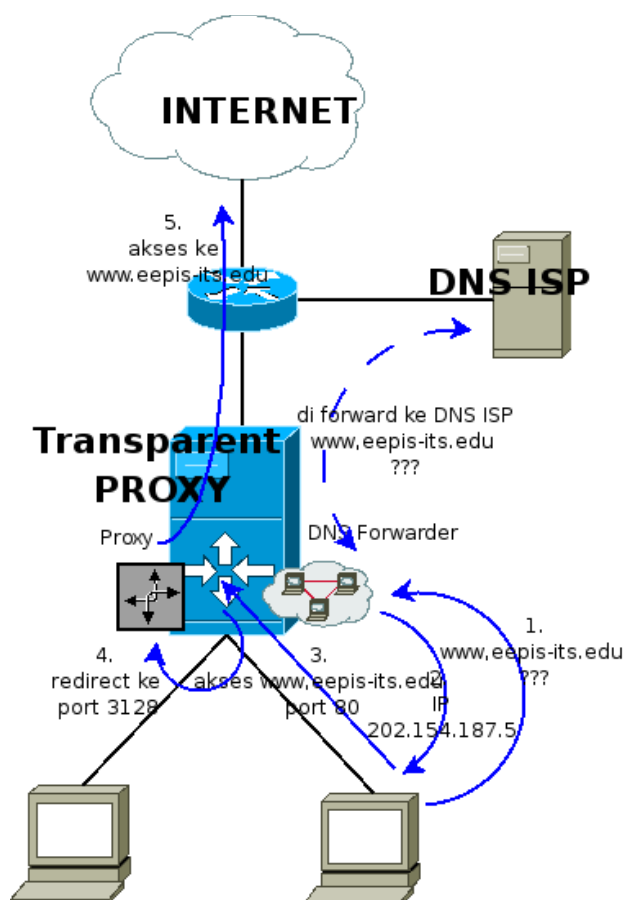 INTERNET
5.
akses ke
www.eepis-its.edu
DNS ISP
di forward ke DNS ISP
www,eepis-its.edu
???
Transparent
PROXY
Proxy
DNS Forwarder
1.
www,eepis-its.edu
???
2.
IP
202.154.187.5
3.
akses www,eepis-its.edu
port 80
4.
redirect ke
port 3128